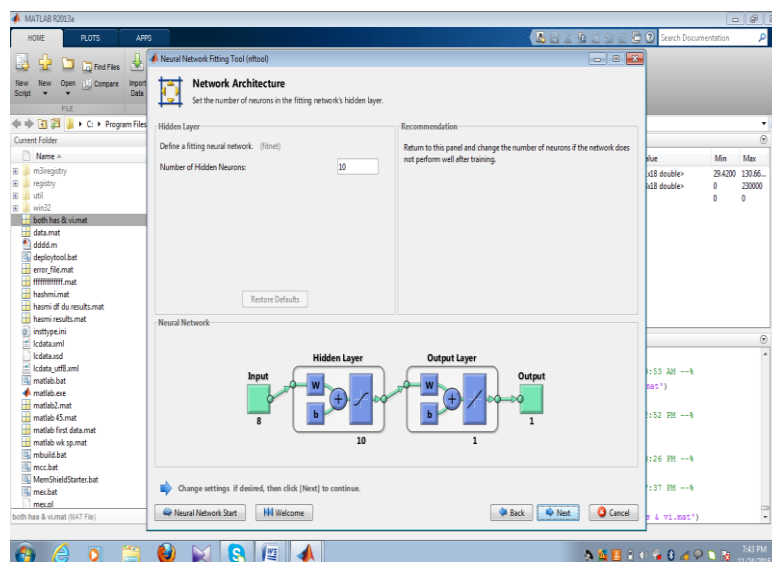 MATLAB R2013a
HOME PLOTS APPS
Search Documentation
New Script
New
Open
Find Files
Compare
Import Data
FILE
C: ▸ Program Files
Current Folder
Name
m3iregistry
registry
util
win32
both has & vi.mat
data.mat
dddd.m
deploytool.bat
error_file.mat
hashmi.mat
hasmi df du results.mat
hasmi results.mat
insttype.ini
lcdata.xml
lcdata.xsd
lcdata_utf8.xml
matlab.bat
matlab.exe
matlab2.mat
matlab 45.mat
matlab first data.mat
matlab wk sp.mat
mbuild.bat
mcc.bat
MemShieldStarter.bat
mex.bat
mex.pl
both has & vi.mat (MAT File)
Neural Network Fitting Tool (nftool)
Network Architecture
Set the number of neurons in the fitting network's hidden layer.
Hidden Layer
Define a fitting neural network. (fitnet)
Number of Hidden Neurons: 10
Restore Defaults
Recommendation
Return to this panel and change the number of neurons if the network does
not perform well after training.
Neural Network
Hidden Layer Output Layer
Input Output
W W
b b
8 1
10 1
Change settings if desired, then click [Next] to continue.
Neural Network Start
Welcome
Back
Next
Cancel
alue Min Max
x18 double> 29.4200 130.66...
x18 double> 0 230000
0 0
:53 AM --%
mat')
:52 PM --%
:26 PM --%
:37 PM --%
s & vi.mat')
7:43 PM